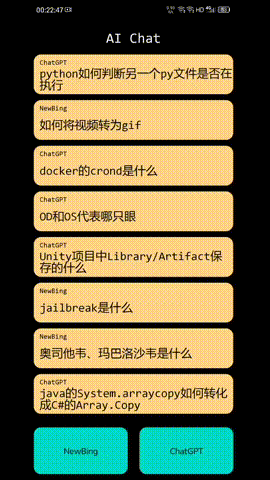 00:22:47
HD
AI Chat
ChatGPT
python如何判断另一个py文件是否在
执行
NewBing
如何将视频转为gif
ChatGPT
docker的crond是什么
ChatGPT
OD和OS代表哪只眼
ChatGPT
Unity项目中Library/Artifact保
存的什么
NewBing
jailbreak是什么
NewBing
奥司他韦、玛巴洛沙韦是什么
ChatGPT
java的System.arraycopy如何转化
成C#的Array.Copy
NewBing
ChatGPT